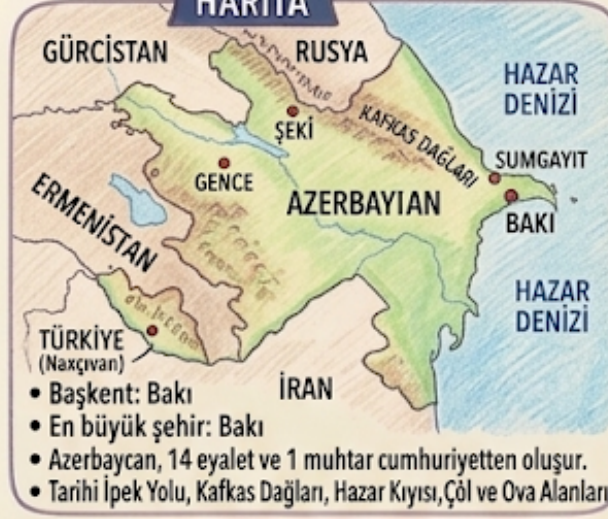 HARİTA
GÜRCİSTAN
RUSYA
HAZAR
DENİZİ
ŞEKİ
KAFKAS DAĞLARI
SUMGAYIT
GENCE
AZERBAYIAN
BAKI
ERMENİSTAN
HAZAR
DENİZİ
TÜRKİYE
(Naxçıvan)
İRAN
• Başkent: Bakı
• En büyük şehir: Bakı
• Azerbaycan, 14 eyalet ve 1 muhtar cumhuriyetten oluşur.
• Tarihi İpek Yolu, Kafkas Dağları, Hazar Kıyısı,Çòl ve Ova Alanları